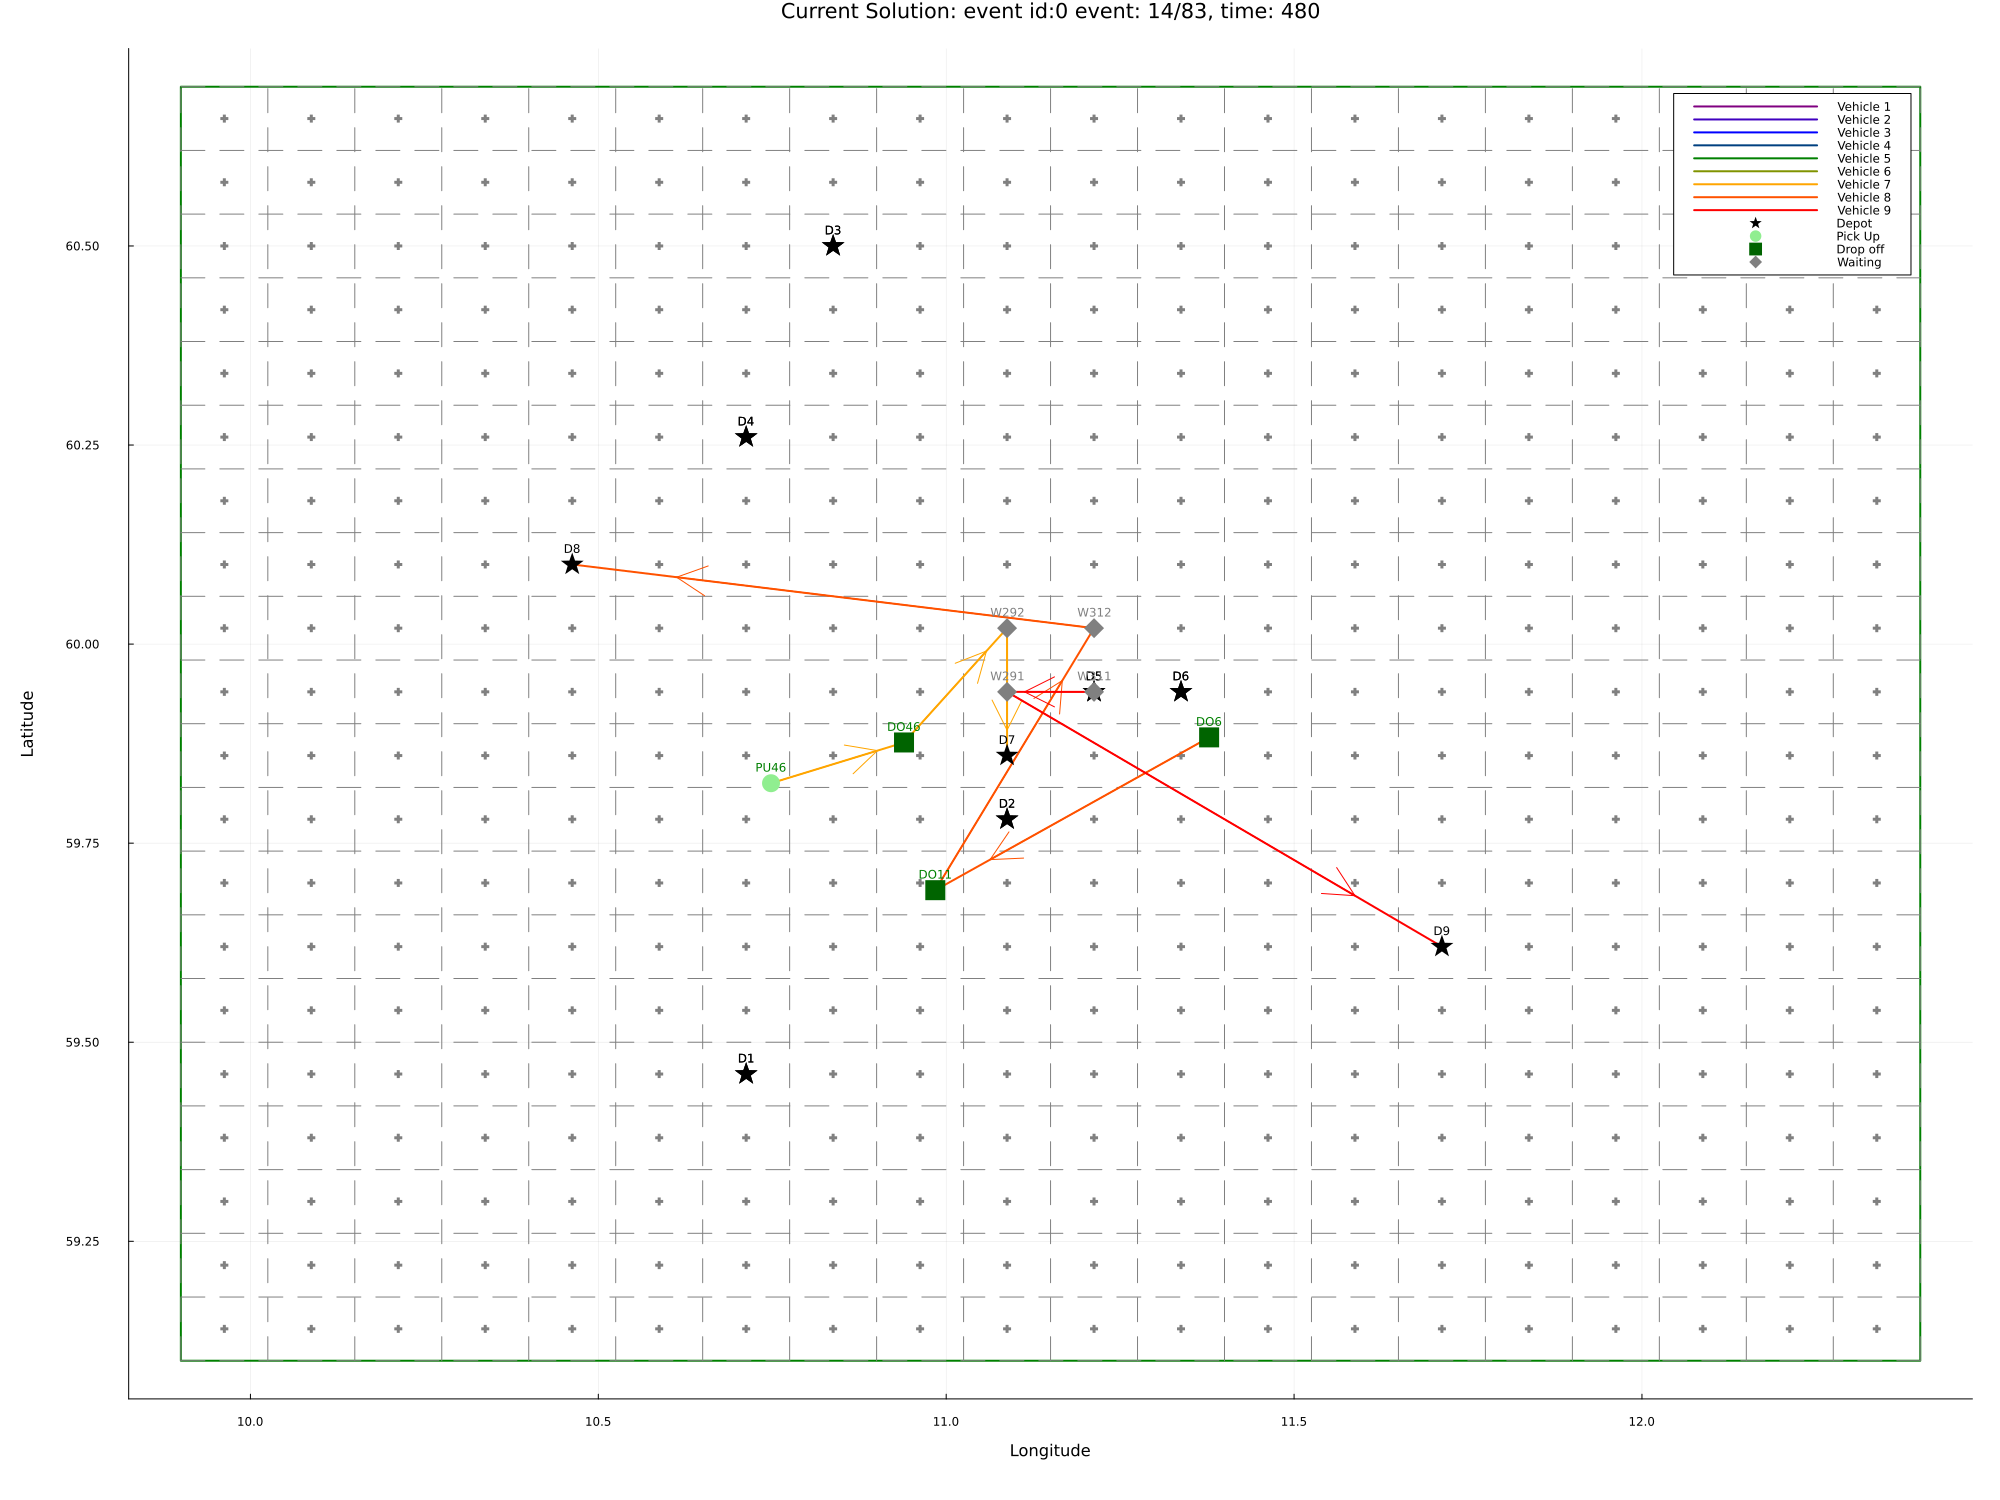 Current Solution: event id:0 event: 14/83, time: 480
Vehicle 1
Vehicle 2
Vehicle 3
Vehicle 4
Vehicle 5
Vehicle 6
Vehicle 7
Vehicle 8
Vehicle 9
Depot
Pick Up
Drop off
Waiting
D3
60.50
D4
60.25
D8
W292 W312
60.00
W291 D5 D6
DO46 DO6
D7
PU46
D2
59.75
DO11
D9
59.50
D1
59.25
Latitude
10.0 10.5 11.0 11.5 12.0
Longitude